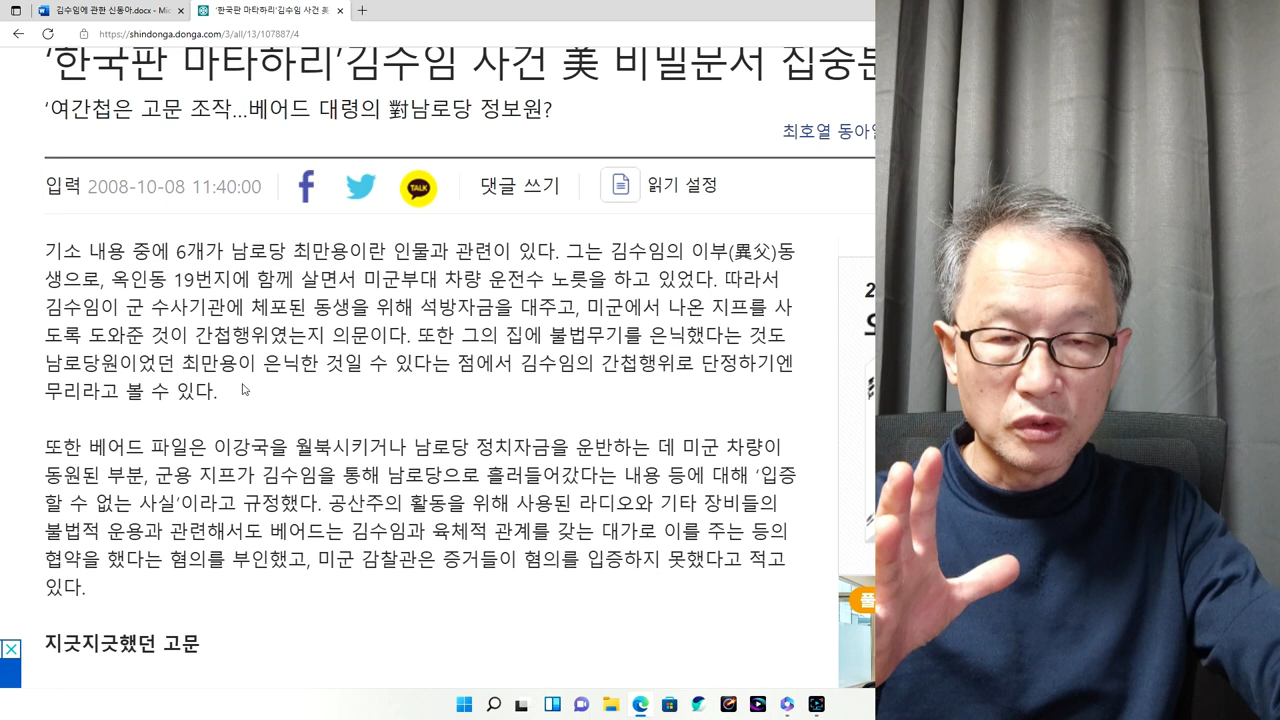 김수임에 관한 신동아.docx - Mic
'한국판 마타하리'김수임 사건 美
https://shindonga.donga.com/3/all/13/107887/4
'한국판 마타하리'김수임 사건 美 비밀문서 집중분
'여간첩은 고문 조작…베어드 대령의 對남로당 정보원?
최호열 동아일
입력 2008-10-08 11:40:00
TALK
댓글 쓰기
읽기 설정
기소 내용 중에 6개가 남로당 최만용이란 인물과 관련이 있다. 그는 김수임의 이부(異父)동
생으로, 옥인동 19번지에 함께 살면서 미군부대 차량 운전수 노릇을 하고 있었다. 따라서
김수임이 군 수사기관에 체포된 동생을 위해 석방자금을 대주고, 미군에서 나온 지프를 사
도록 도와준 것이 간첩행위였는지 의문이다. 또한 그의 집에 불법무기를 은닉했다는 것도
남로당원이었던 최만용이 은닉한 것일 수 있다는 점에서 김수임의 간첩행위로 단정하기엔
무리라고 볼 수 있다.
또한 베어드 파일은 이강국을 월북시키거나 남로당 정치자금을 운반하는 데 미군 차량이
동원된 부분, 군용 지프가 김수임을 통해 남로당으로 흘러들어갔다는 내용 등에 대해 '입증
할 수 없는 사실'이라고 규정했다. 공산주의 활동을 위해 사용된 라디오와 기타 장비들의
불법적 운용과 관련해서도 베어드는 김수임과 육체적 관계를 갖는 대가로 이를 주는 등의
협약을 했다는 혐의를 부인했고, 미군 감찰관은 증거들이 혐의를 입증하지 못했다고 적고
있다.
지긋지긋했던 고문